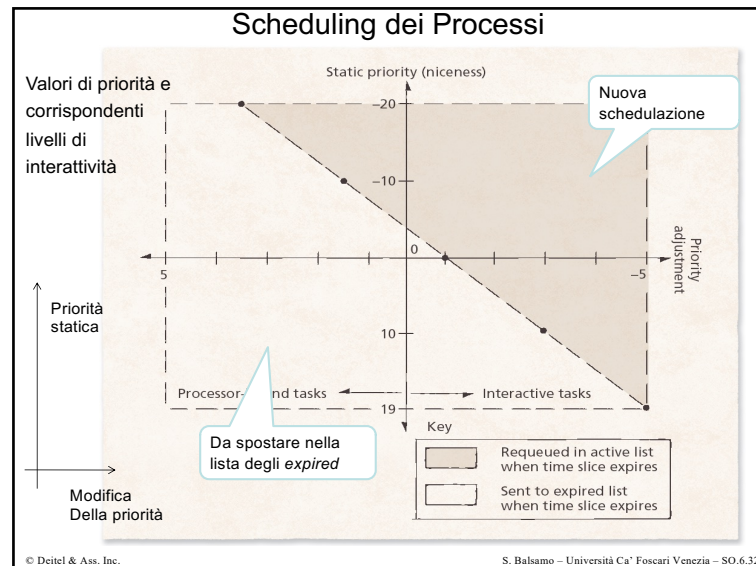 Scheduling dei Processi
Valori di priorità e
corrispondenti
livelli di
interattività
Static priority (niceness)
Nuova
schedulazione
–20
–10
0
5
–5
Priority
adjustment
Priorità
statica
10
Processor-
nd tasks
Interactive tasks
19
Da spostare nella
lista degli expired
Key
Requeued in active list
when time slice expires
Sent to expired list
when time slice expires
Modifica
Della priorità
© Deitel & Ass. Inc.
S. Balsamo – Università Ca' Foscari Venezia – SO.6.32